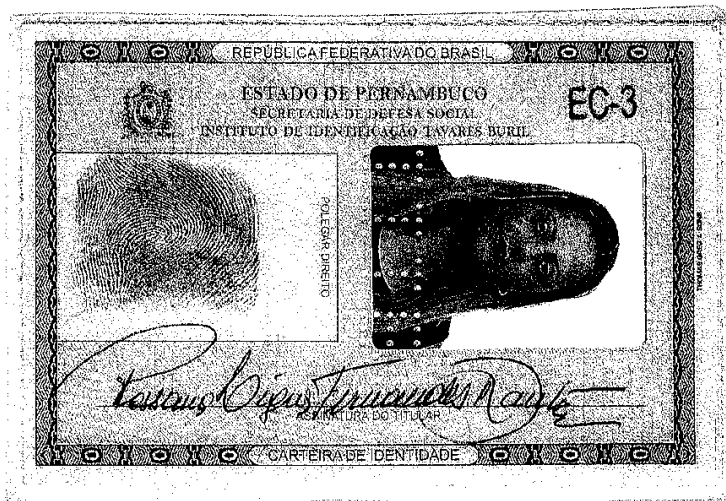 REPÚBLICA FEDERATIVA DO BRASIL
ESTADO DE PERNAMBUCO
EC-3
SECRETARIA DE DEFESA SOCIAL
INSTITUTO DE IDENTIFICAÇÃO TAVARES BURIL
POLEGAR DIREITO
Fernandes
ASSINATURA DO TITULAR
CARTEIRA DE IDENTIDADE